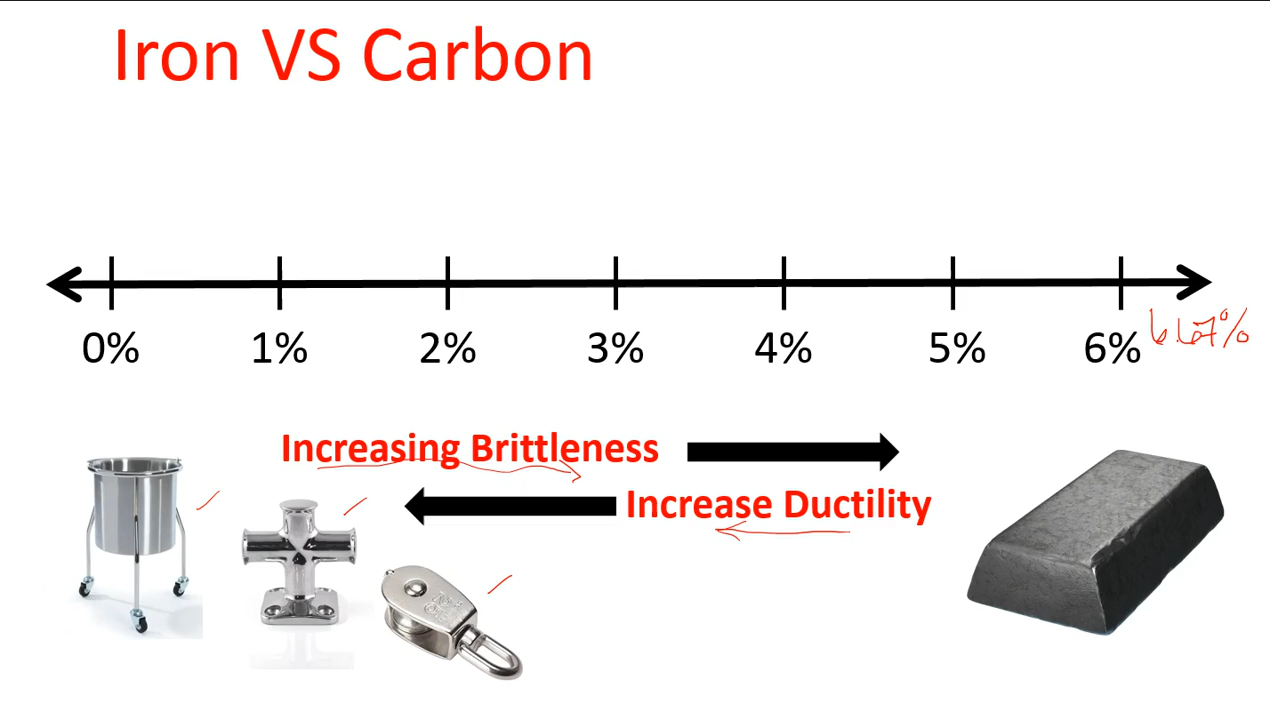 Iron VS Carbon
0% 1% 2% 3% 4% 5% 6% 6.67%
Increasing Brittleness
Increase Ductility